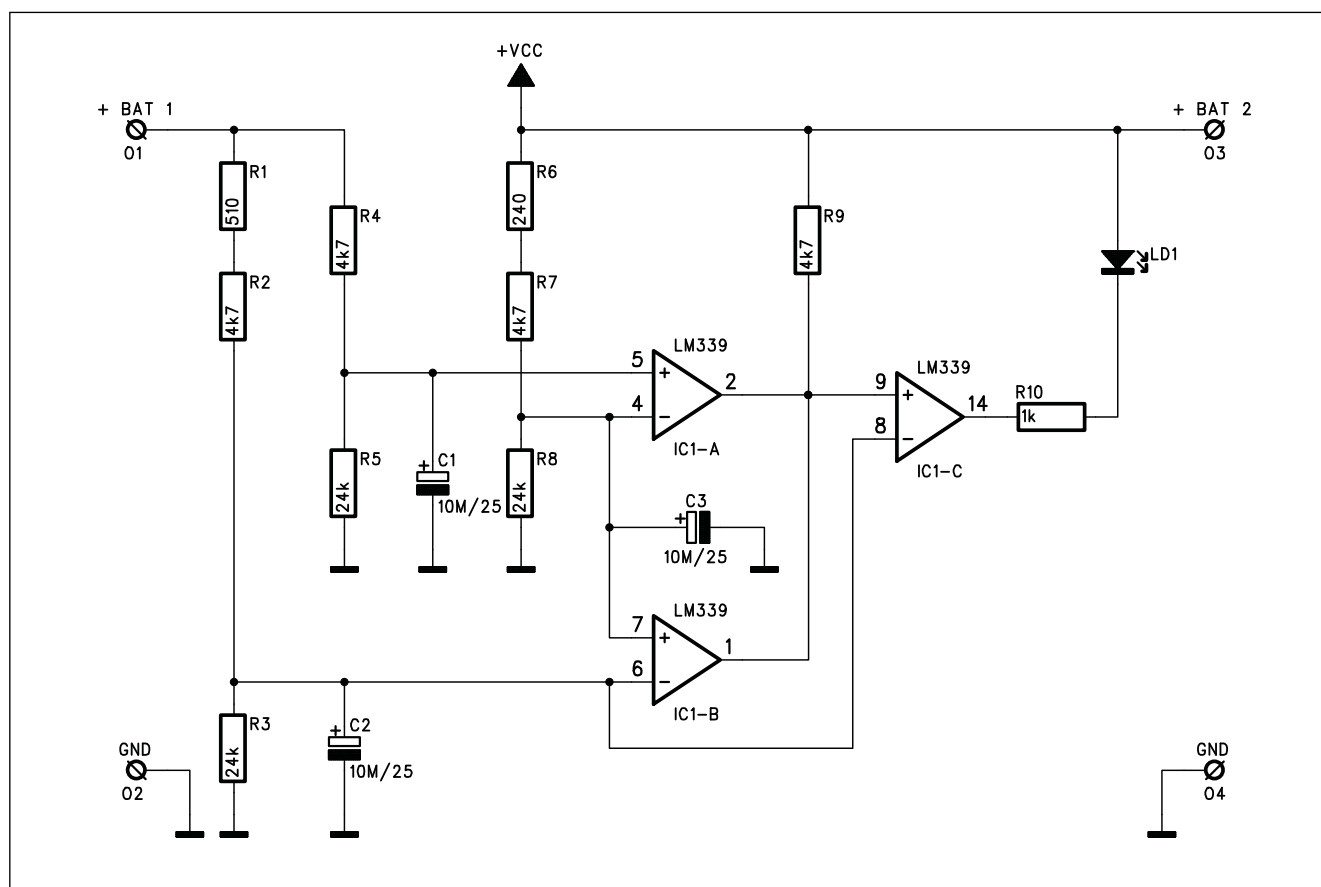 +VCC
+ BAT 1
+ BAT 2
O1
O3
R1
510
R6
240
R4
4k7
R9
4k7
LD1
R2
4k7
R7
4k7
LM339
5
+
2
4
−
IC1-A
LM339
9
+
14
8
−
IC1-C
R10
1k
R5
24k
+
C1
10M/25
R8
24k
C3
+
10M/25
LM339
7
+
1
6
−
IC1-B
R3
24k
+
C2
10M/25
GND
O2
GND
O4